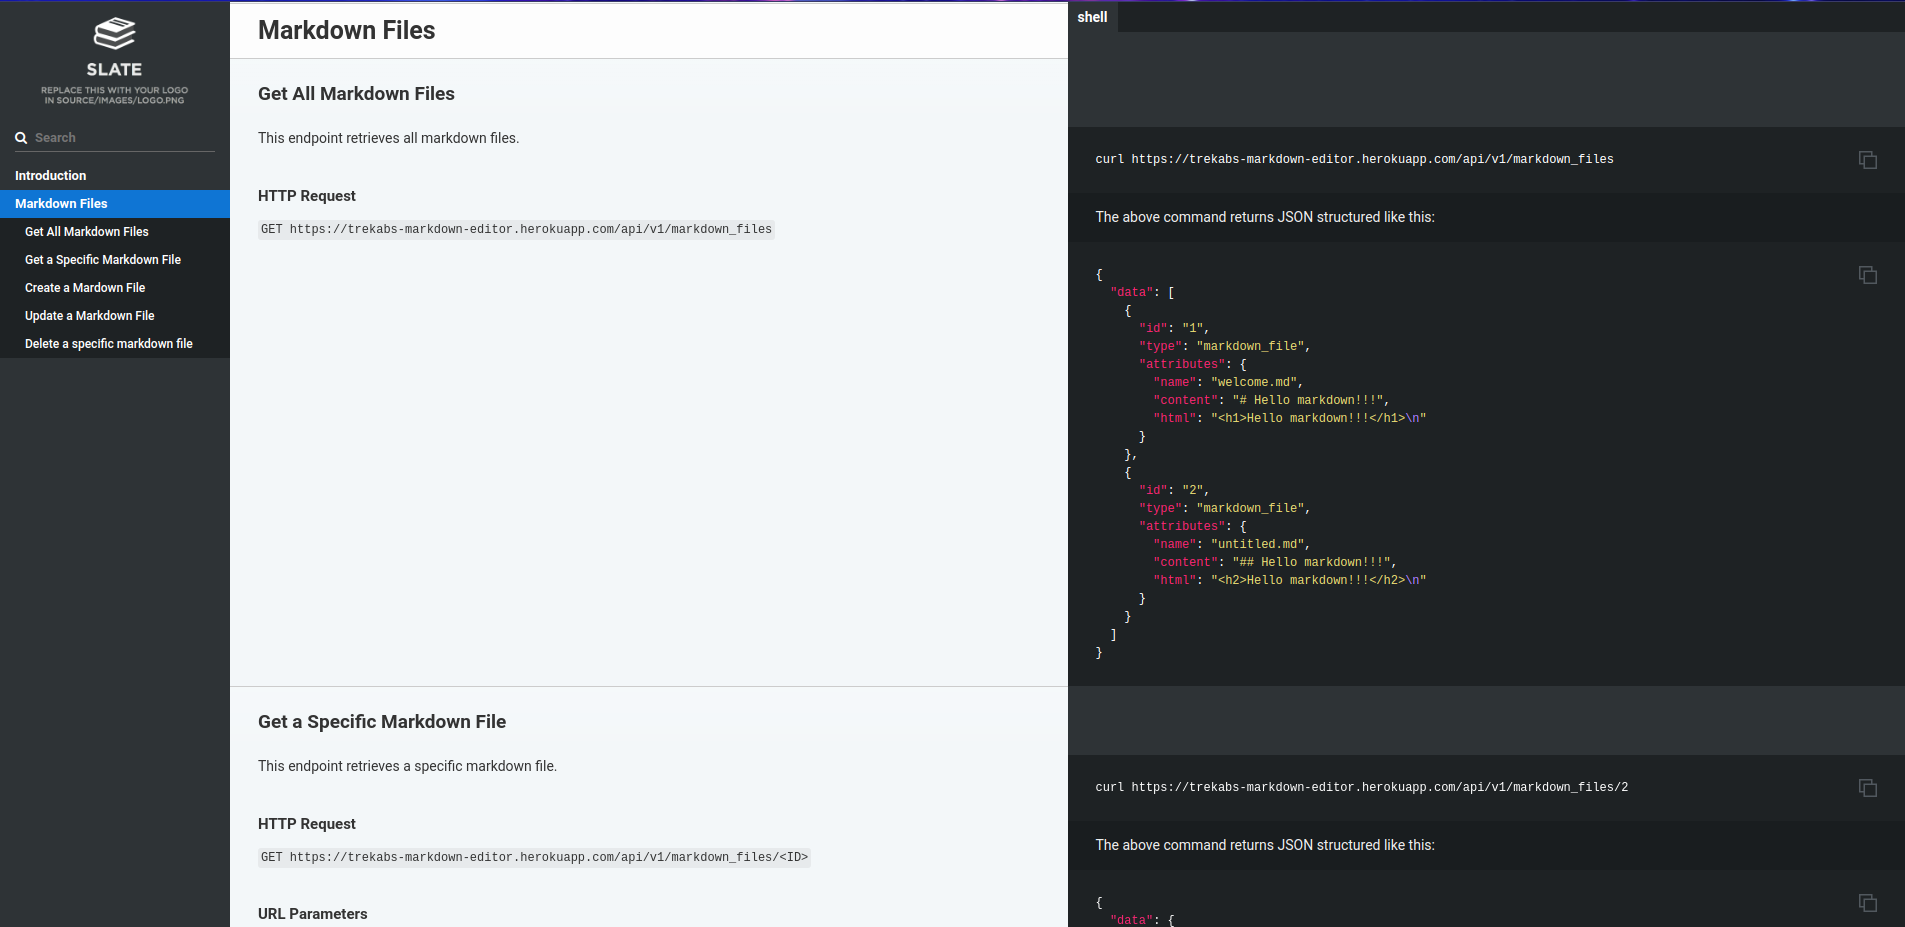 SLATE
REPLACE THIS WITH YOUR LOGO
IN SOURCE/IMAGES/LOGO.PNG
Search
Introduction
Markdown Files
Get All Markdown Files
Get a Specific Markdown File
Create a Mardown File
Update a Markdown File
Delete a specific markdown file
Markdown Files
Get All Markdown Files
This endpoint retrieves all markdown files.
HTTP Request
GET https://trekabs-markdown-editor.herokuapp.com/api/v1/markdown_files
Get a Specific Markdown File
This endpoint retrieves a specific markdown file.
HTTP Request
GET https://trekabs-markdown-editor.herokuapp.com/api/v1/markdown_files/<ID>
URL Parameters
shell
curl https://trekabs-markdown-editor.herokuapp.com/api/v1/markdown_files
The above command returns JSON structured like this:
{
  "data": [
    {
      "id": "1",
      "type": "markdown_file",
      "attributes": {
        "name": "welcome.md",
        "content": "# Hello markdown!!!",
        "html": "<h1>Hello markdown!!!</h1>\n"
      }
    },
    {
      "id": "2",
      "type": "markdown_file",
      "attributes": {
        "name": "untitled.md",
        "content": "## Hello markdown!!!",
        "html": "<h2>Hello markdown!!!</h2>\n"
      }
    }
  ]
}
curl https://trekabs-markdown-editor.herokuapp.com/api/v1/markdown_files/2
The above command returns JSON structured like this:
{
  "data": {